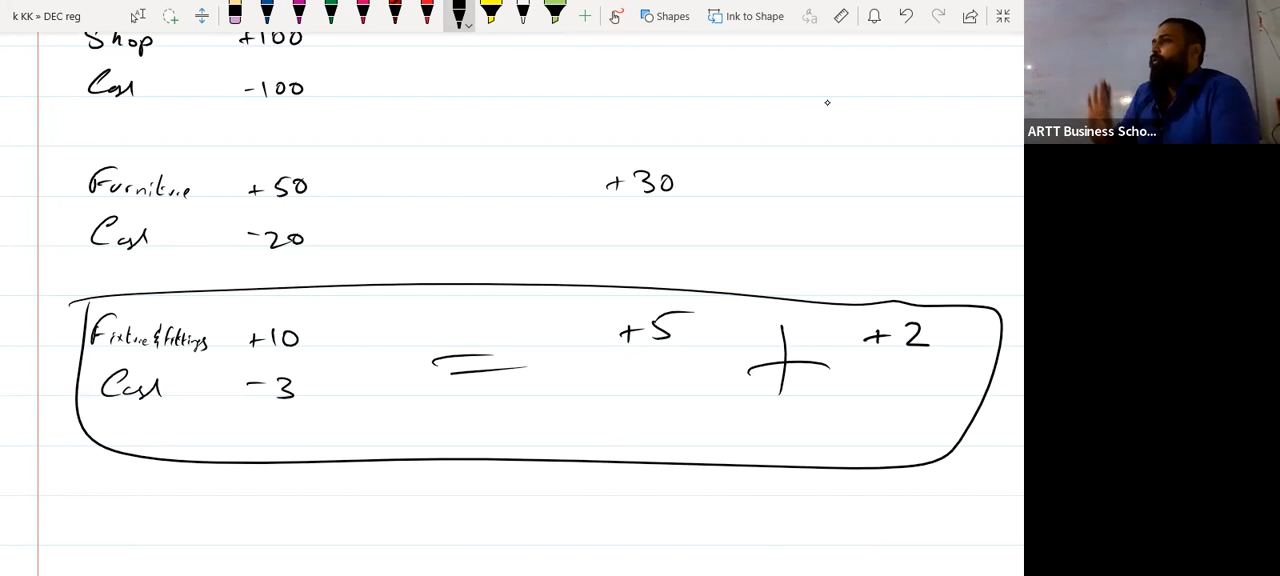 k KK » DEC reg Shapes Ink to Shape
Shop +100
Cash -100
Furniture +50 +30
Cash -20
Fixture & fittings +10 = +5 + +2
Cash -3
ARTT Business Scho...